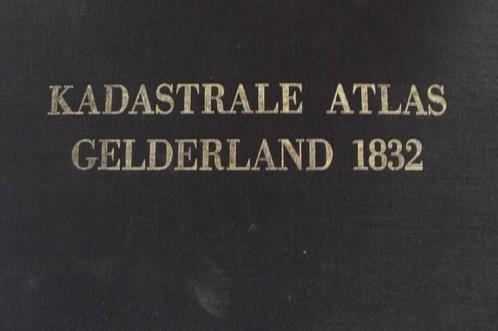 KADASTRALE ATLAS
GELDERLAND 1832